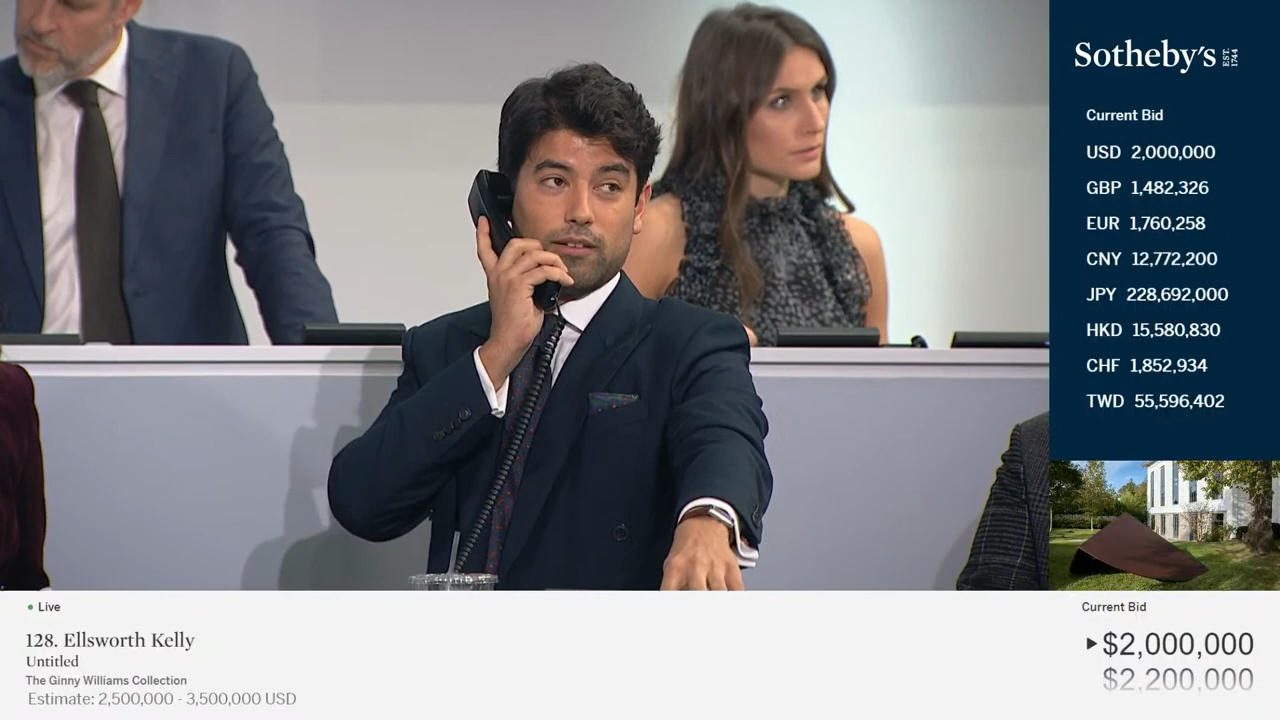 Sotheby's EST. 1744
Current Bid
USD 2,000,000
GBP 1,482,326
EUR 1,760,258
CNY 12,772,200
JPY 228,692,000
HKD 15,580,830
CHF 1,852,934
TWD 55,596,402
Live
128. Ellsworth Kelly
Untitled
The Ginny Williams Collection
Estimate: 2,500,000 - 3,500,000 USD
Current Bid
$2,000,000
$2,200,000